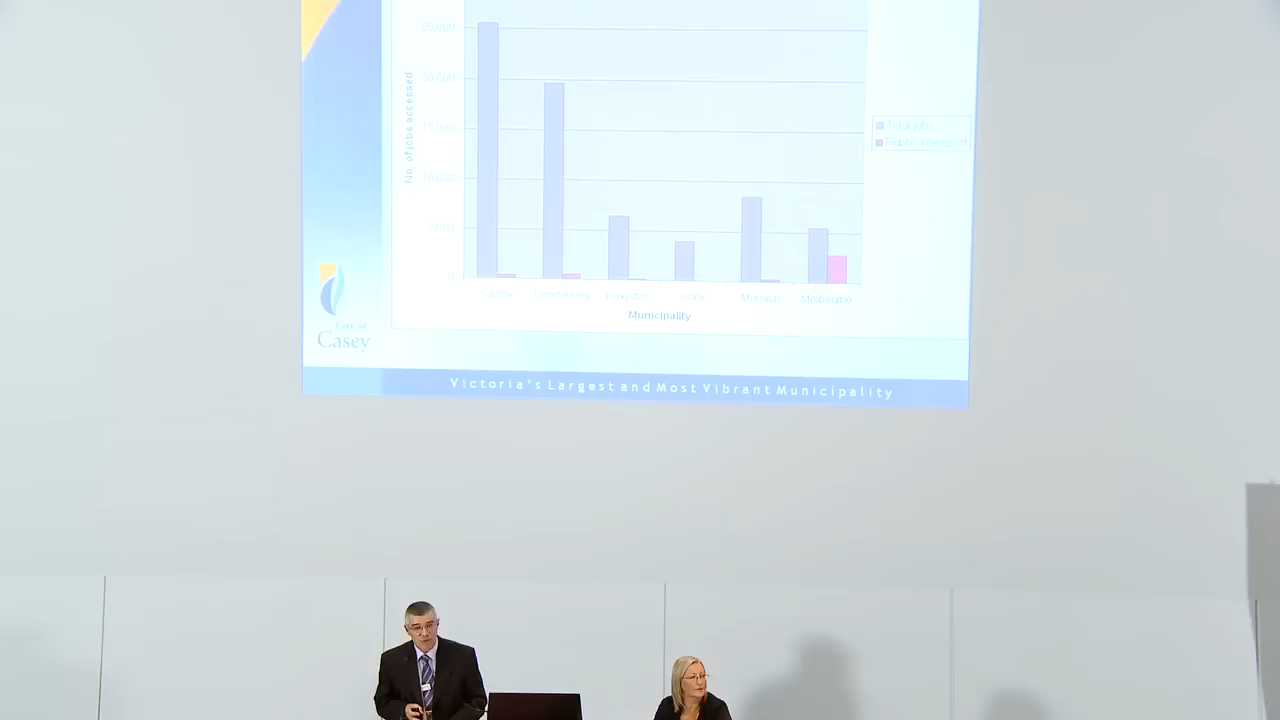 25,000
20,000
15,000
10,000
5,000
0
No. of jobs accessed
Total jobs
Public Transport
Casey
Dandenong
Kingston
Knox
Monash
Melbourne
Municipality
City of
Casey
Victoria's Largest and Most Vibrant Municipality